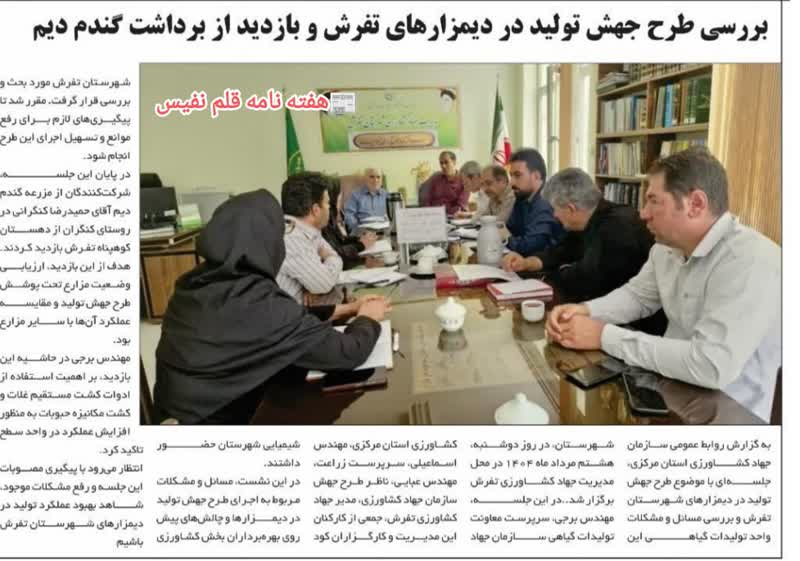 بررسی طرح جهش تولید در دیمزارهای تفرش و بازدید از برداشت گندم دیم
هفته نامه قلم نفیس
به گزارش روابط عمومی سازمان
جهاد کشاورزی استان مرکزی،
جلسه‌ای با موضوع طرح جهش
تولید در دیمزارهای شهرستان
تفرش و بررسی مسائل و مشکلات
واحد تولیدات گیاهی این
شهرستان، در روز دوشنبه،
هشتم مرداد ماه ۱۴۰۴ در محل
مدیریت جهاد کشاورزی تفرش
برگزار شد..در این جلسه،
مهندس برجی، سرپرست معاونت
تولیدات گیاهی سازمان جهاد
کشاورزی استان مرکزی، مهندس
اسماعیلی، سرپرست زراعت،
مهندس عبایی، ناظر طرح جهش
سازمان جهاد کشاورزی، مدیر جهاد
کشاورزی تفرش، جمعی از کارکنان
این مدیریت و کارگزاران کود
شیمیایی شهرستان حضور
داشتند.
در این نشست، مسائل و مشکلات
مربوط به اجرای طرح جهش تولید
در دیمزارها و چالش‌های پیش
روی بهره‌برداران بخش کشاورزی
شهرستان تفرش مورد بحث و
بررسی قرار گرفت. مقرر شد تا
پیگیری‌های لازم برای رفع
موانع و تسهیل اجرای این طرح
انجام شود.
در پایان این جلسه،
شرکت‌کنندگان از مزرعه گندم
دیم آقای حمیدرضا کنگرانی در
روستای کنگران از دهستان
کوهپناه تفرش بازدید کردند.
هدف از این بازدید، ارزیابی
وضعیت مزارع تحت پوشش
طرح جهش تولید و مقایسه
عملکرد آن‌ها با سایر مزارع
بود.
مهندس برجی در حاشیه این
بازدید، بر اهمیت استفاده از
ادوات کشت مستقیم غلات و
کشت مکانیزه حبوبات به منظور
افزایش عملکرد در واحد سطح
تاکید کرد.
انتظار می‌رود با پیگیری مصوبات
این جلسه و رفع مشکلات موجود،
شاهد بهبود عملکرد تولید در
دیمزارهای شهرستان تفرش
باشیم